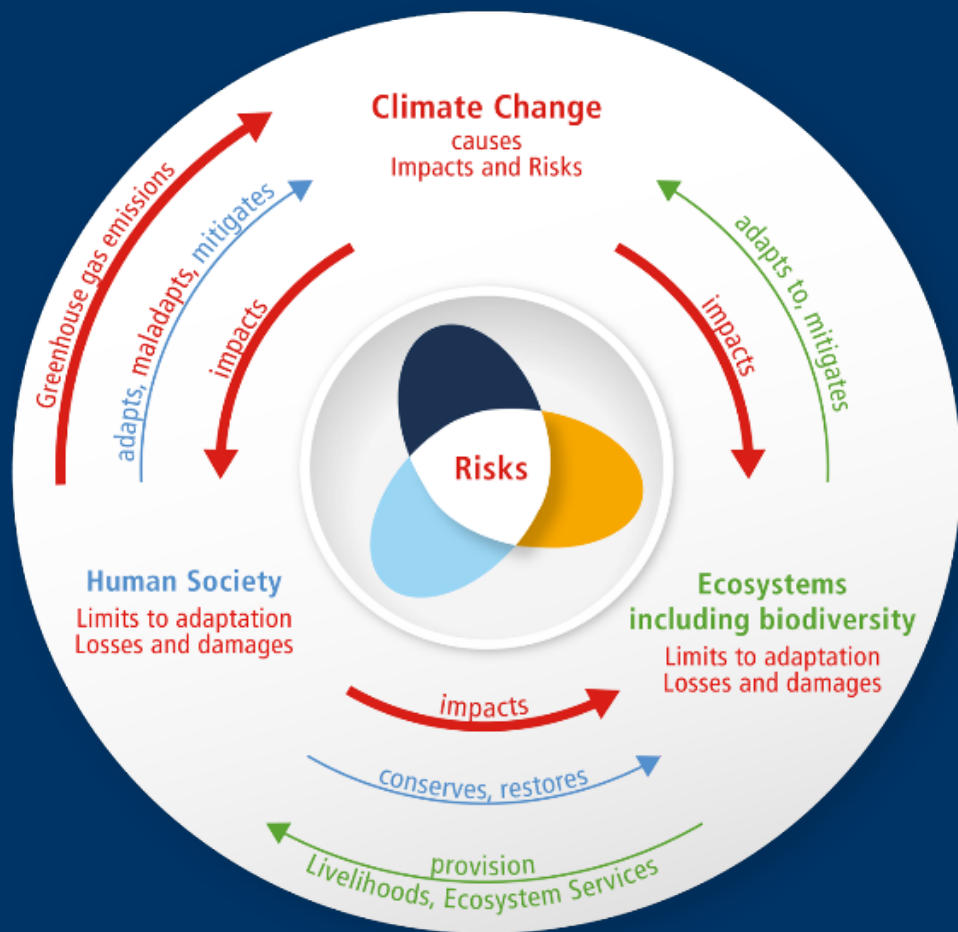 Climate Change
causes
Impacts and Risks
Greenhouse gas emissions
adapts, maladapts, mitigates
impacts
impacts
adapts to, mitigates
Risks
Human Society
Limits to adaptation
Losses and damages
Ecosystems
including biodiversity
Limits to adaptation
Losses and damages
impacts
conserves, restores
provision
Livelihoods, Ecosystem Services